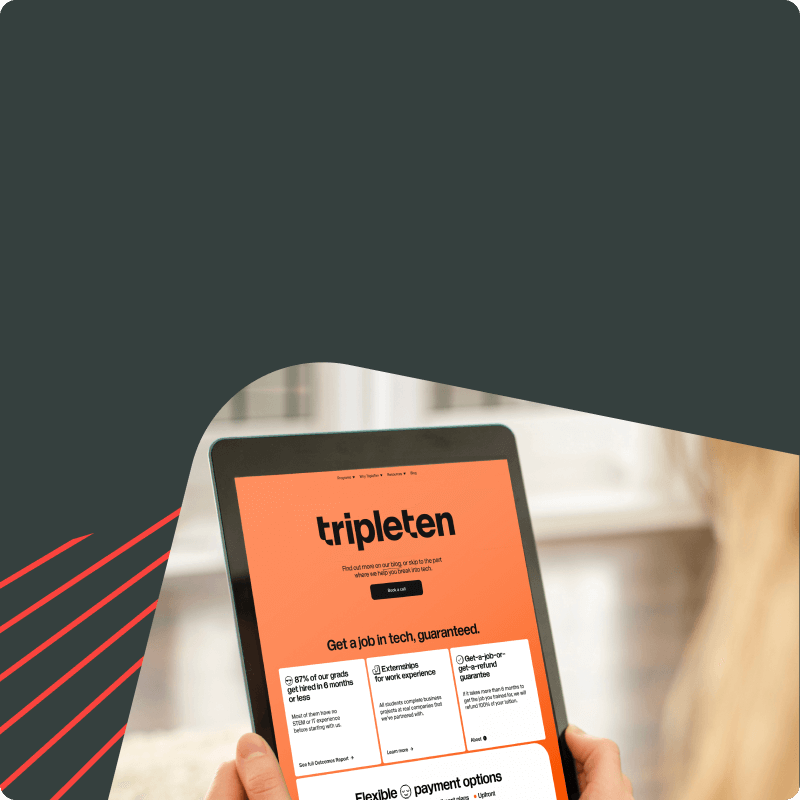 Programs Why TripleTen Resources Blog
tripleten
Find out more on our blog, or skip to the part
where we help you break into tech.
Book a call
Get a job in tech, guaranteed.
87% of our grads
get hired in 6 months
or less
Most of them have no
STEM or IT experience
before starting with us.
See full Outcomes Report →
Externships
for work experience
All students complete business
projects at real companies that
we've partnered with.
Learn more →
Get-a-job-or-
get-a-refund
guarantee
If it takes more than 6 months to
get the job you trained for, we will
refund 100% of your tuition.
About
Flexible payment options
plans Upfront